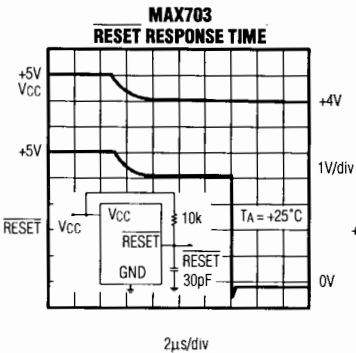 MAX703
RESET RESPONSE TIME
+5V
VCC
+4V
+5V
1V/div
VCC
VCC
10k
TA = +25°C
RESET
RESET
RESET
GND
30pF
0V
+
2µs/div